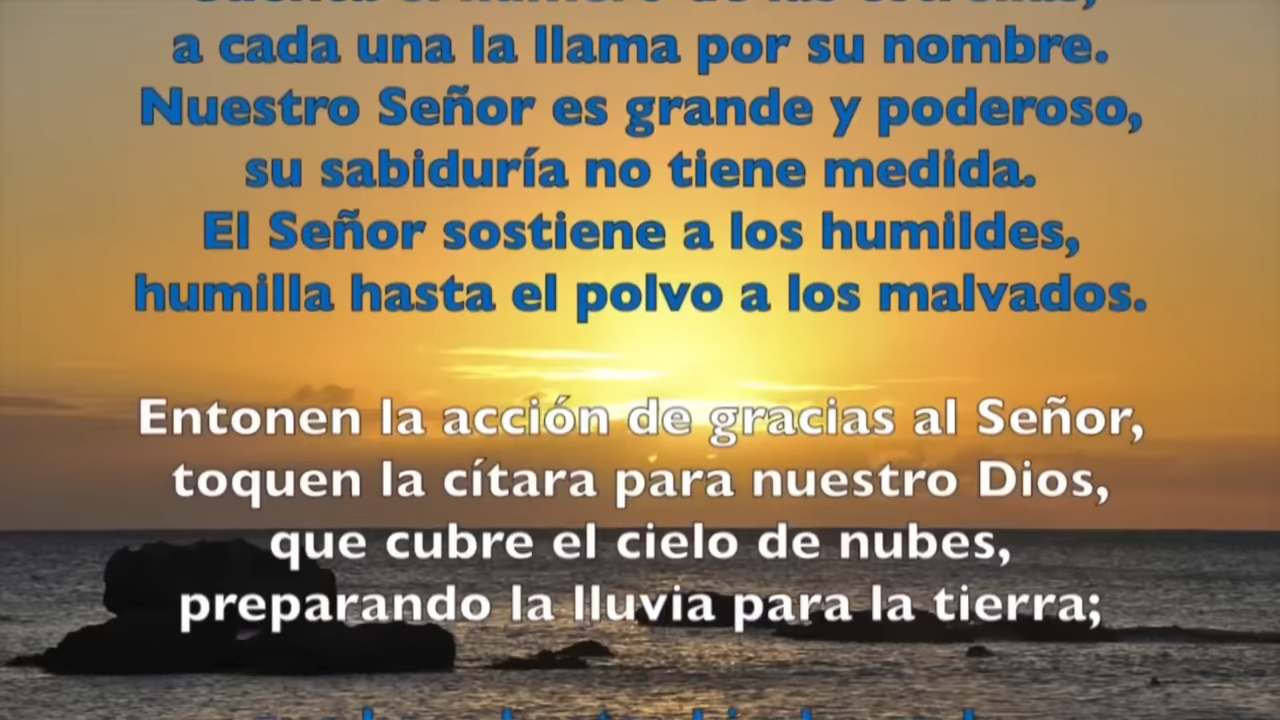 a cada una la llama por su nombre.
Nuestro Señor es grande y poderoso,
su sabiduría no tiene medida.
El Señor sostiene a los humildes,
humilla hasta el polvo a los malvados.
Entonen la acción de gracias al Señor,
toquen la cítara para nuestro Dios,
que cubre el cielo de nubes,
preparando la lluvia para la tierra;